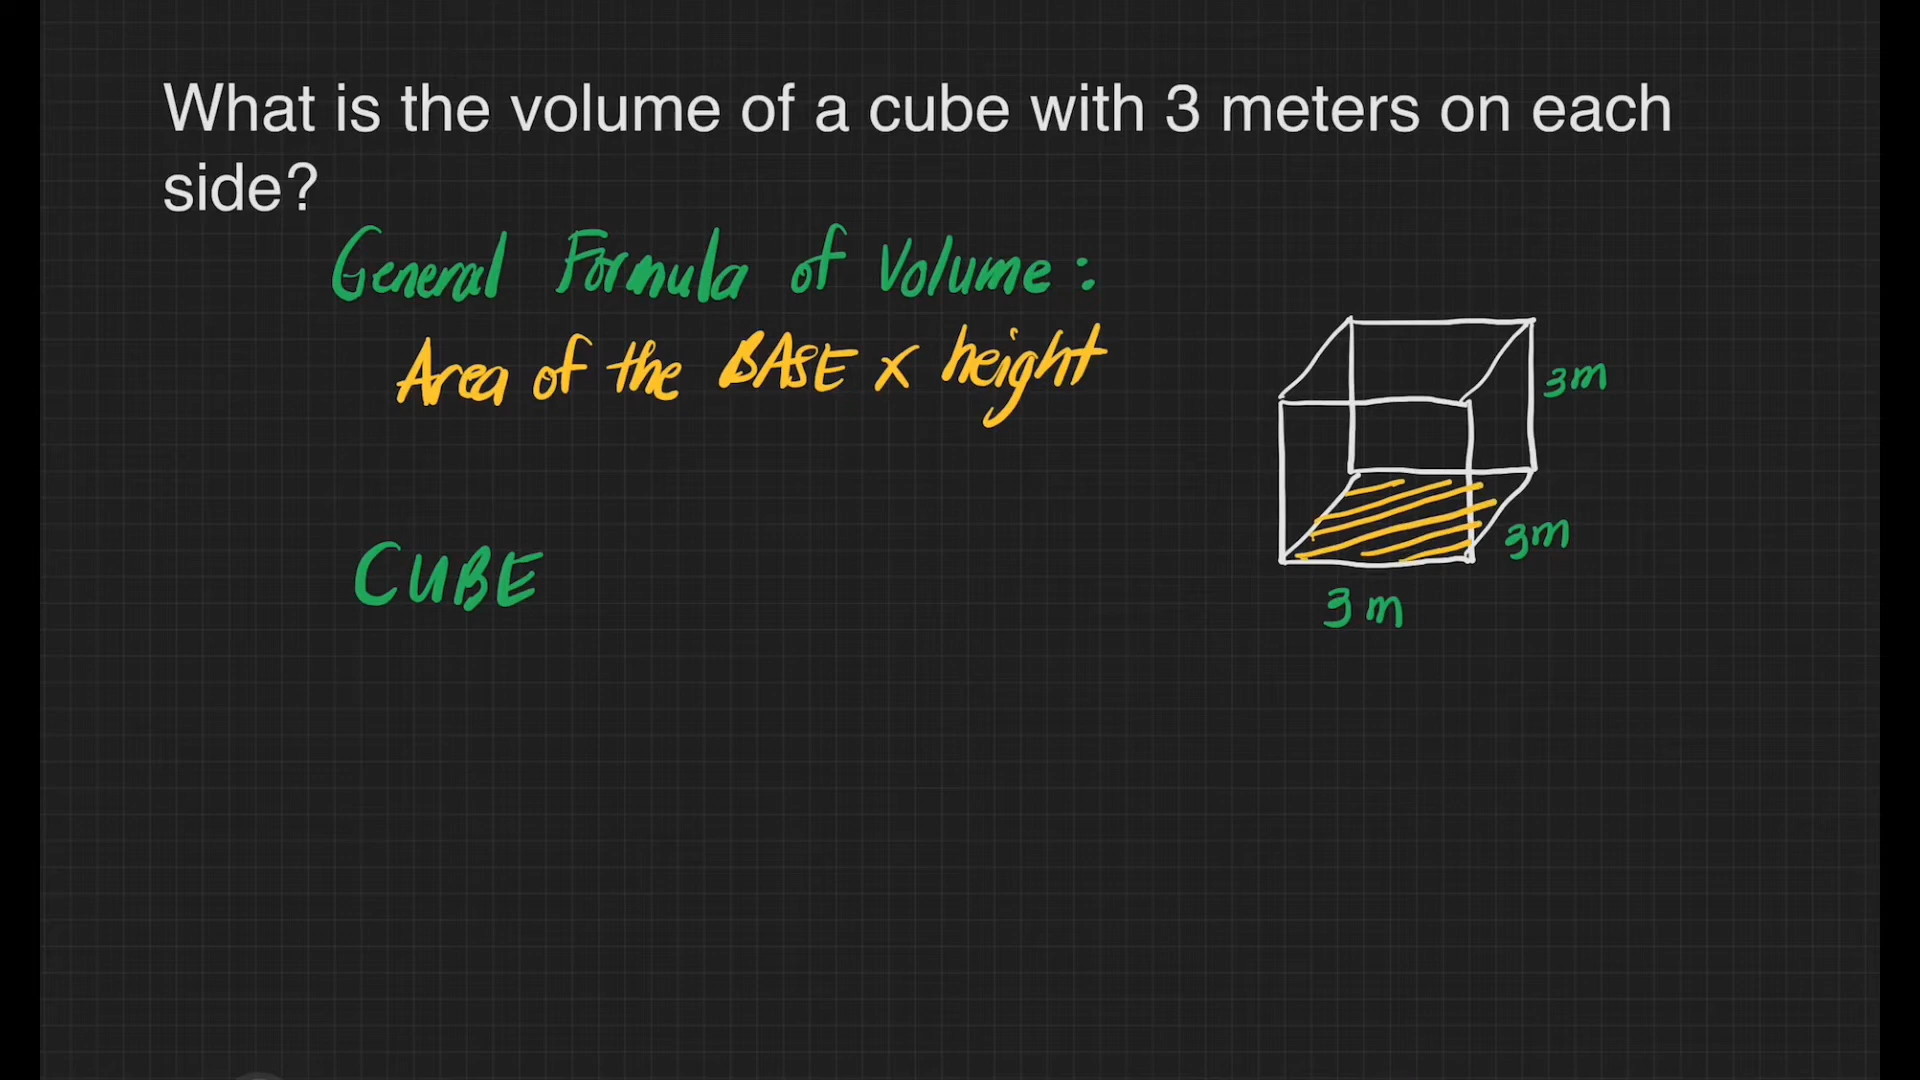 What is the volume of a cube with 3 meters on each
side?
General Formula of Volume:
Area of the BASE x height
3m
CUBE
3m
3m